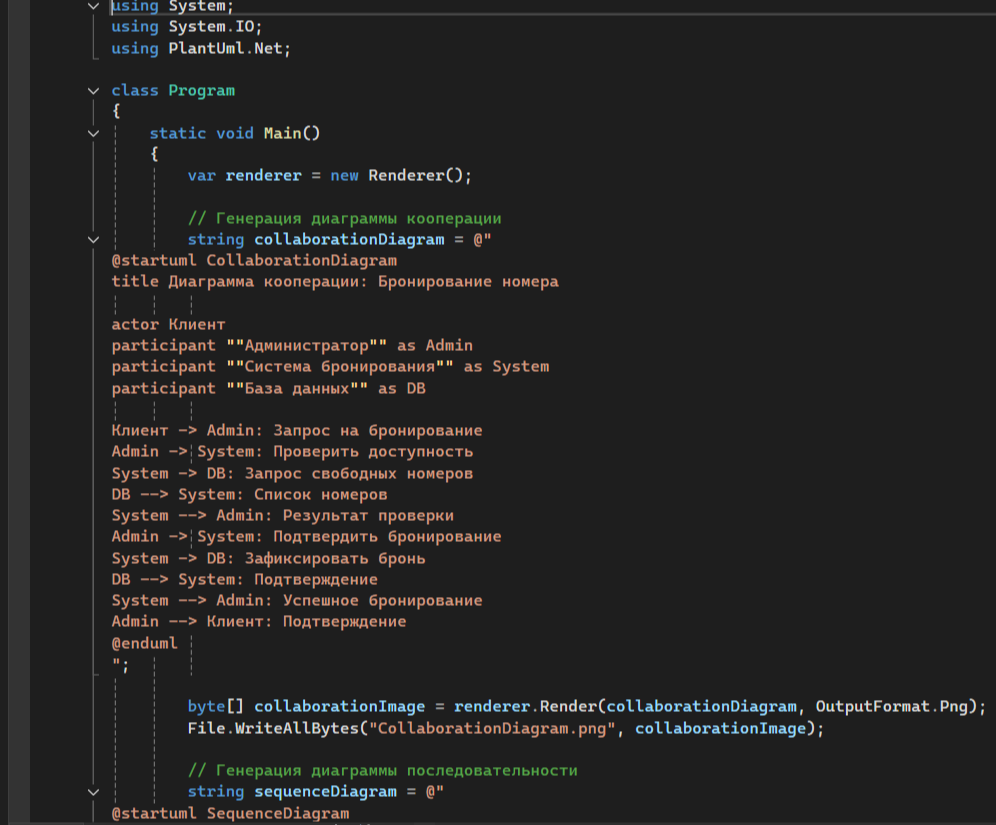 using System;
using System.IO;
using PlantUml.Net;
class Program
{
static void Main()
{
var renderer = new Renderer();
// Генерация диаграммы кооперации
string collaborationDiagram = @"
@startuml CollaborationDiagram
title Диаграмма кооперации: Бронирование номера
actor Клиент
participant ""Администратор"" as Admin
participant ""Система бронирования"" as System
participant ""База данных"" as DB
Клиент -> Admin: Запрос на бронирование
Admin -> System: Проверить доступность
System -> DB: Запрос свободных номеров
DB --> System: Список номеров
System --> Admin: Результат проверки
Admin -> System: Подтвердить бронирование
System -> DB: Зафиксировать бронь
DB --> System: Подтверждение
System --> Admin: Успешное бронирование
Admin --> Клиент: Подтверждение
@enduml
";
byte[] collaborationImage = renderer.Render(collaborationDiagram, OutputFormat.Png);
File.WriteAllBytes("CollaborationDiagram.png", collaborationImage);
// Генерация диаграммы последовательности
string sequenceDiagram = @"
@startuml SequenceDiagram